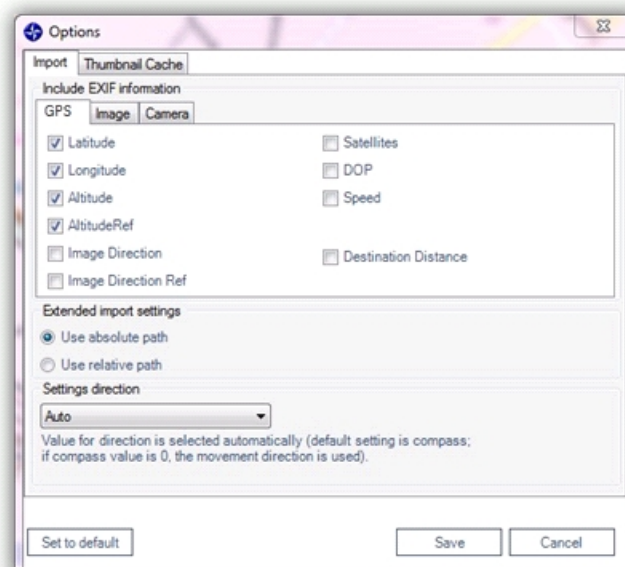 Options
Import Thumbnail Cache
Include EXIF information
GPS Image Camera
Latitude Satellites
Longitude DOP
Altitude Speed
AltitudeRef
Image Direction Destination Distance
Image Direction Ref
Extended import settings
Use absolute path
Use relative path
Settings direction
Auto
Value for direction is selected automatically (default setting is compass;
if compass value is 0, the movement direction is used).
Set to default Save Cancel